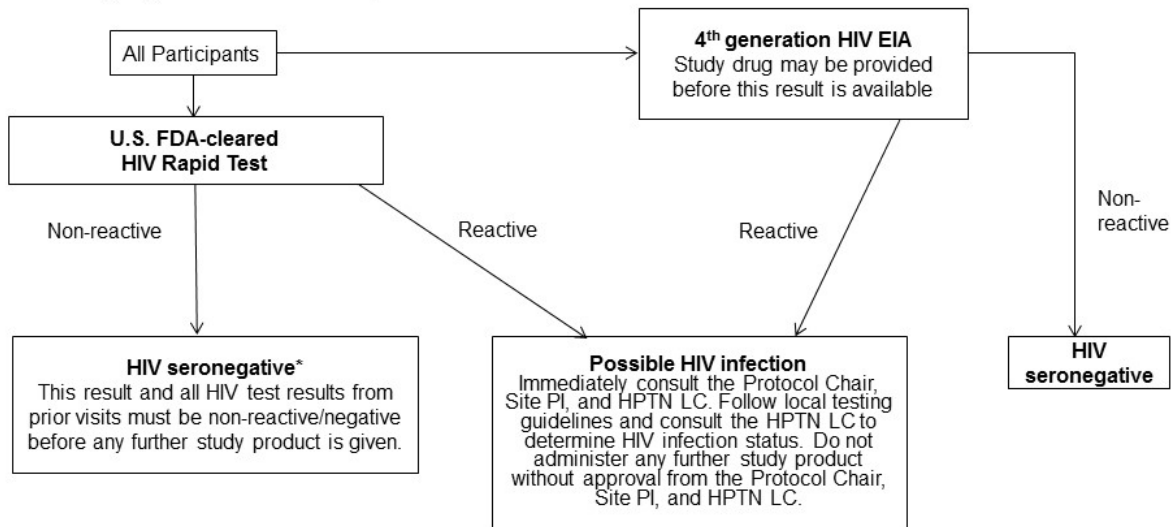 All Participants
4th generation HIV EIA
Study drug may be provided
before this result is available
U.S. FDA-cleared
HIV Rapid Test
Non-reactive
Reactive
Reactive
Non-
reactive
HIV seronegative*
This result and all HIV test results from
prior visits must be non-reactive/negative
before any further study product is given.
Possible HIV infection
Immediately consult the Protocol Chair,
Site PI, and HPTN LC. Follow local testing
guidelines and consult the HPTN LC to
determine HIV infection status. Do not
administer any further study product
without approval from the Protocol Chair,
Site PI, and HPTN LC.
HIV
seronegative